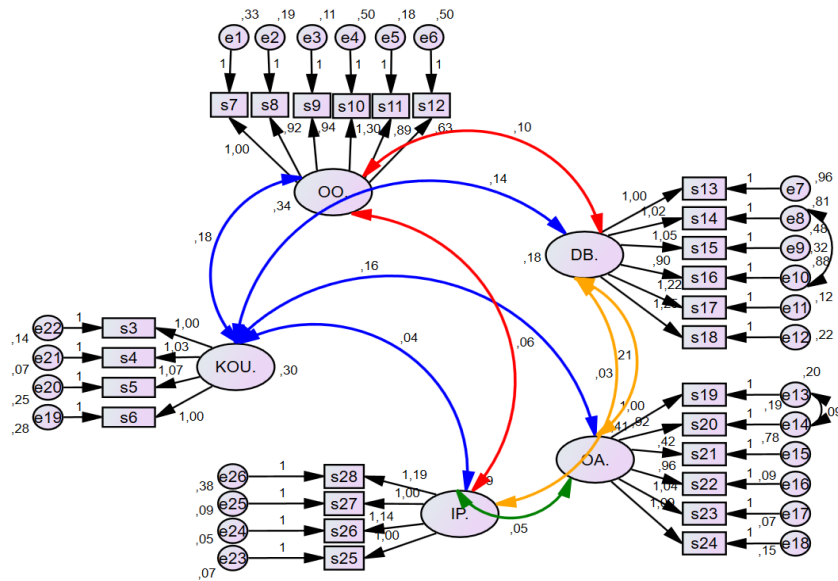 ,33 ,19 ,11 ,50 ,18 ,50
e1 e2 e3 e4 e5 e6
1 1 1 1 1 1
s7 s8 s9 s10 s11 s12
1,00 ,92 ,94 1,30 ,89 ,63
OO.
,34
,10
,14
,18
,16
,04
,06
,21
,03
,05
DB.
,18
1,00 s13 1 e7 ,96
1,02 s14 1 e8 ,81
1,05 s15 1 e9 ,48
,90 s16 1 e10 ,32
1,22 s17 1 e11 ,88
s18 1 e12 ,12
,22
KOU.
,30
e22 1 s3 1,00
,14
e21 1 s4 1,03
,07
e20 1 s5 1,07
,25
e19 1 s6 1,00
,28
OA.
,41
1,00 s19 1 e13 ,20
,92 s20 1 e14 ,19
,09
,42 s21 1 e15 ,78
,96 s22 1 e16 ,09
1,04 s23 1 e17 ,07
s24 1 e18 ,15
IP.
e26 1 s28 1,19
,38
e25 1 s27 1,00
,09
e24 1 s26 1,14
,05
e23 1 s25 1,00
,07